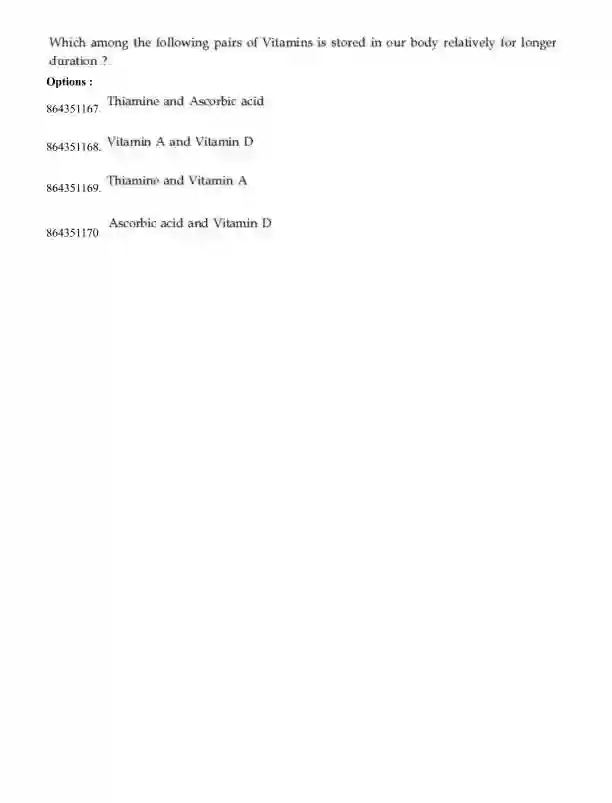 Which among the following pairs of Vitamins is stored in our body relatively for longer
duration ?
Options :
864351167. Thiamine and Ascorbic acid
864351168. Vitamin A and Vitamin D
864351169. Thiamine and Vitamin A
864351170. Ascorbic acid and Vitamin D